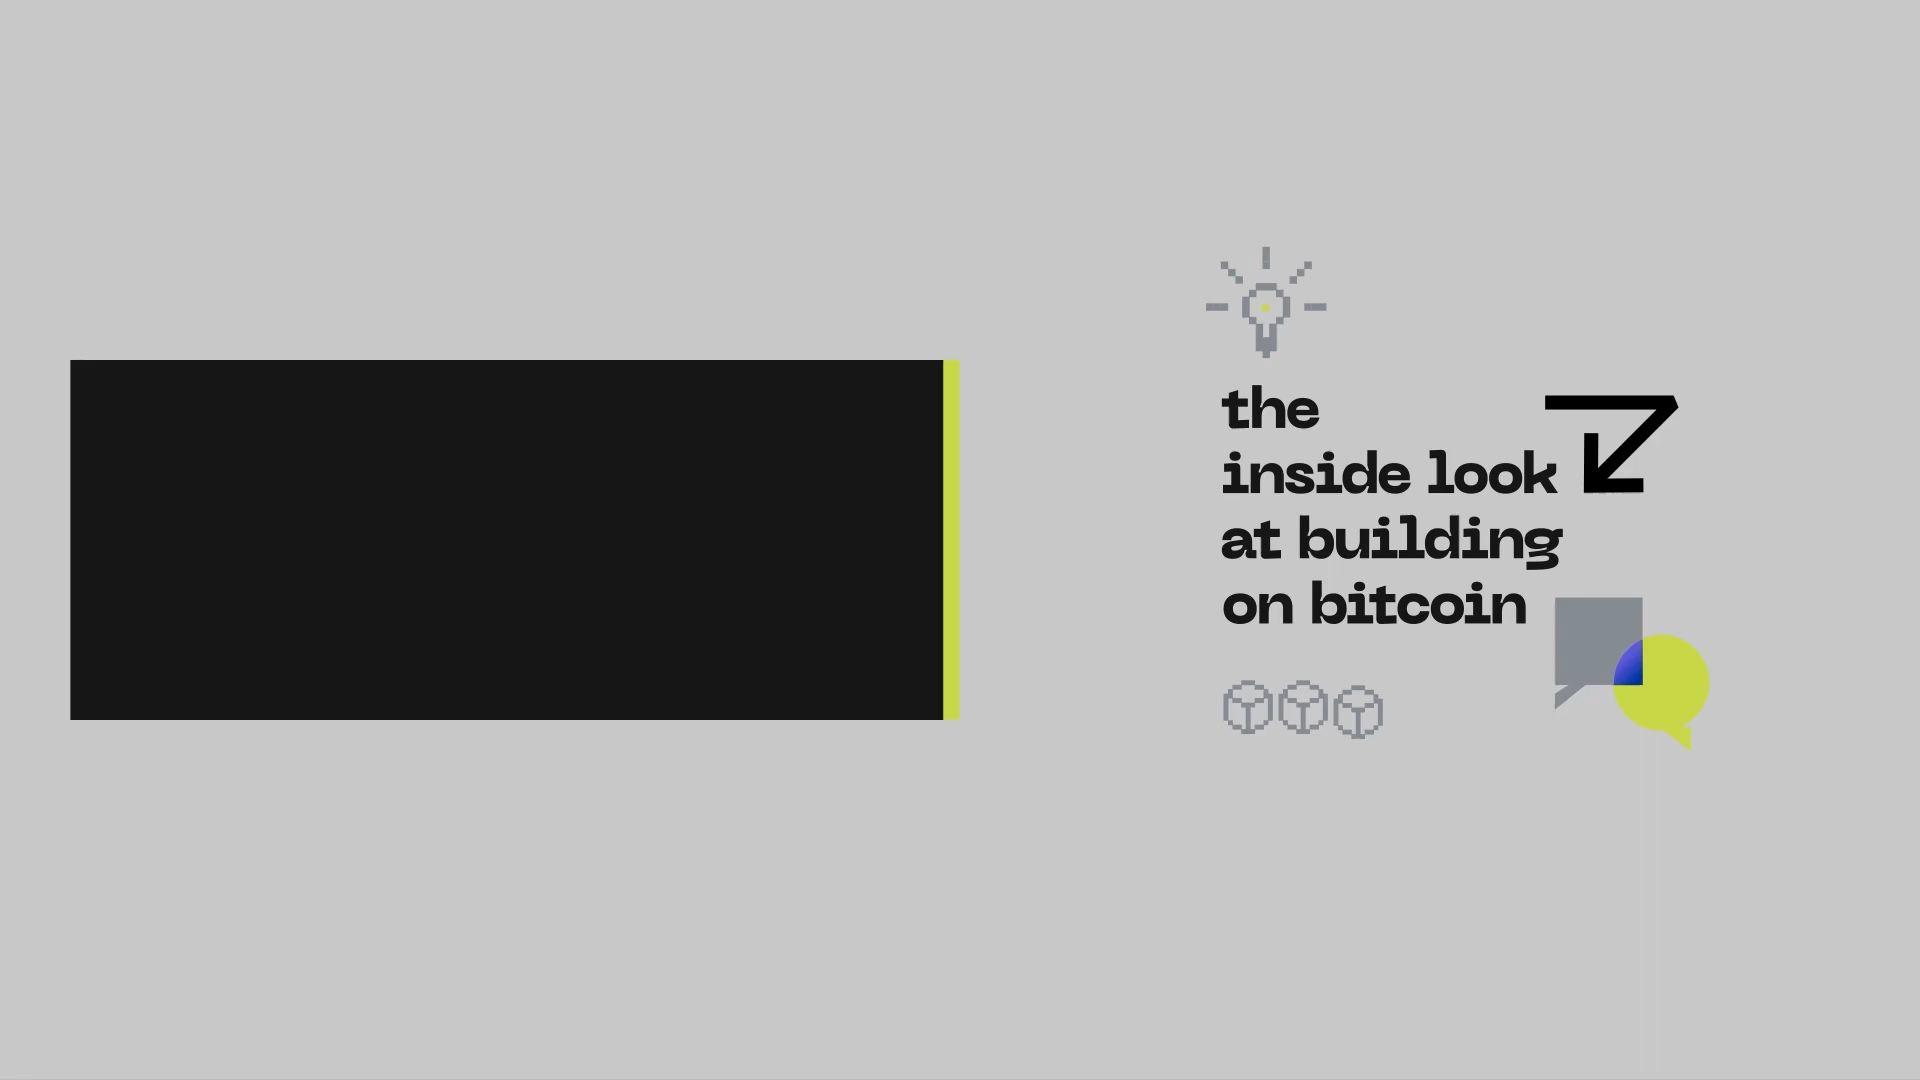 the
inside look
at building
on bitcoin